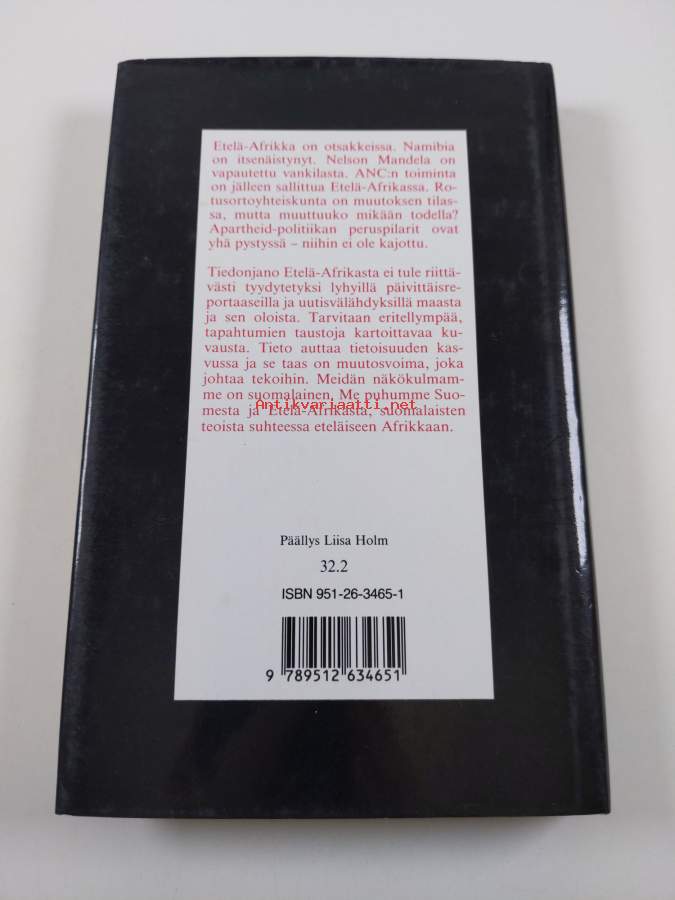 Etelä-Afrikka on otsakkeissa. Namibia
on itsenäistynyt. Nelson Mandela on
vapautettu vankilasta. ANC:n toiminta
on jälleen sallittua Etelä-Afrikassa. Ro-
tusortoyhteiskunta on muutoksen tilas-
sa, mutta muuttuuko mikään todella?
Apartheid-politiikan peruspilarit ovat
yhä pystyssä – niihin ei ole kajottu.
Tiedonjano Etelä-Afrikasta ei tule riittä-
västi tyydytetyksi lyhyillä päivittäisre-
portaaseilla ja uutisvälähdyksillä maasta
ja sen oloista. Tarvitaan eritellympää,
tapahtumien taustoja kartoittavaa ku-
vausta. Tieto auttaa tietoisuuden kas-
vussa ja se taas on muutosvoima, joka
johtaa tekoihin. Meidän näkökulmam-
me on suomalainen. Me puhumme Suo-
Antikvariaatti.net
mesta ja Etelä-Afrikasta, suomalaisten
teoista suhteessa eteläiseen Afrikkaan.
Päällys Liisa Holm
32.2
ISBN 951-26-3465-1
9 789512 634651